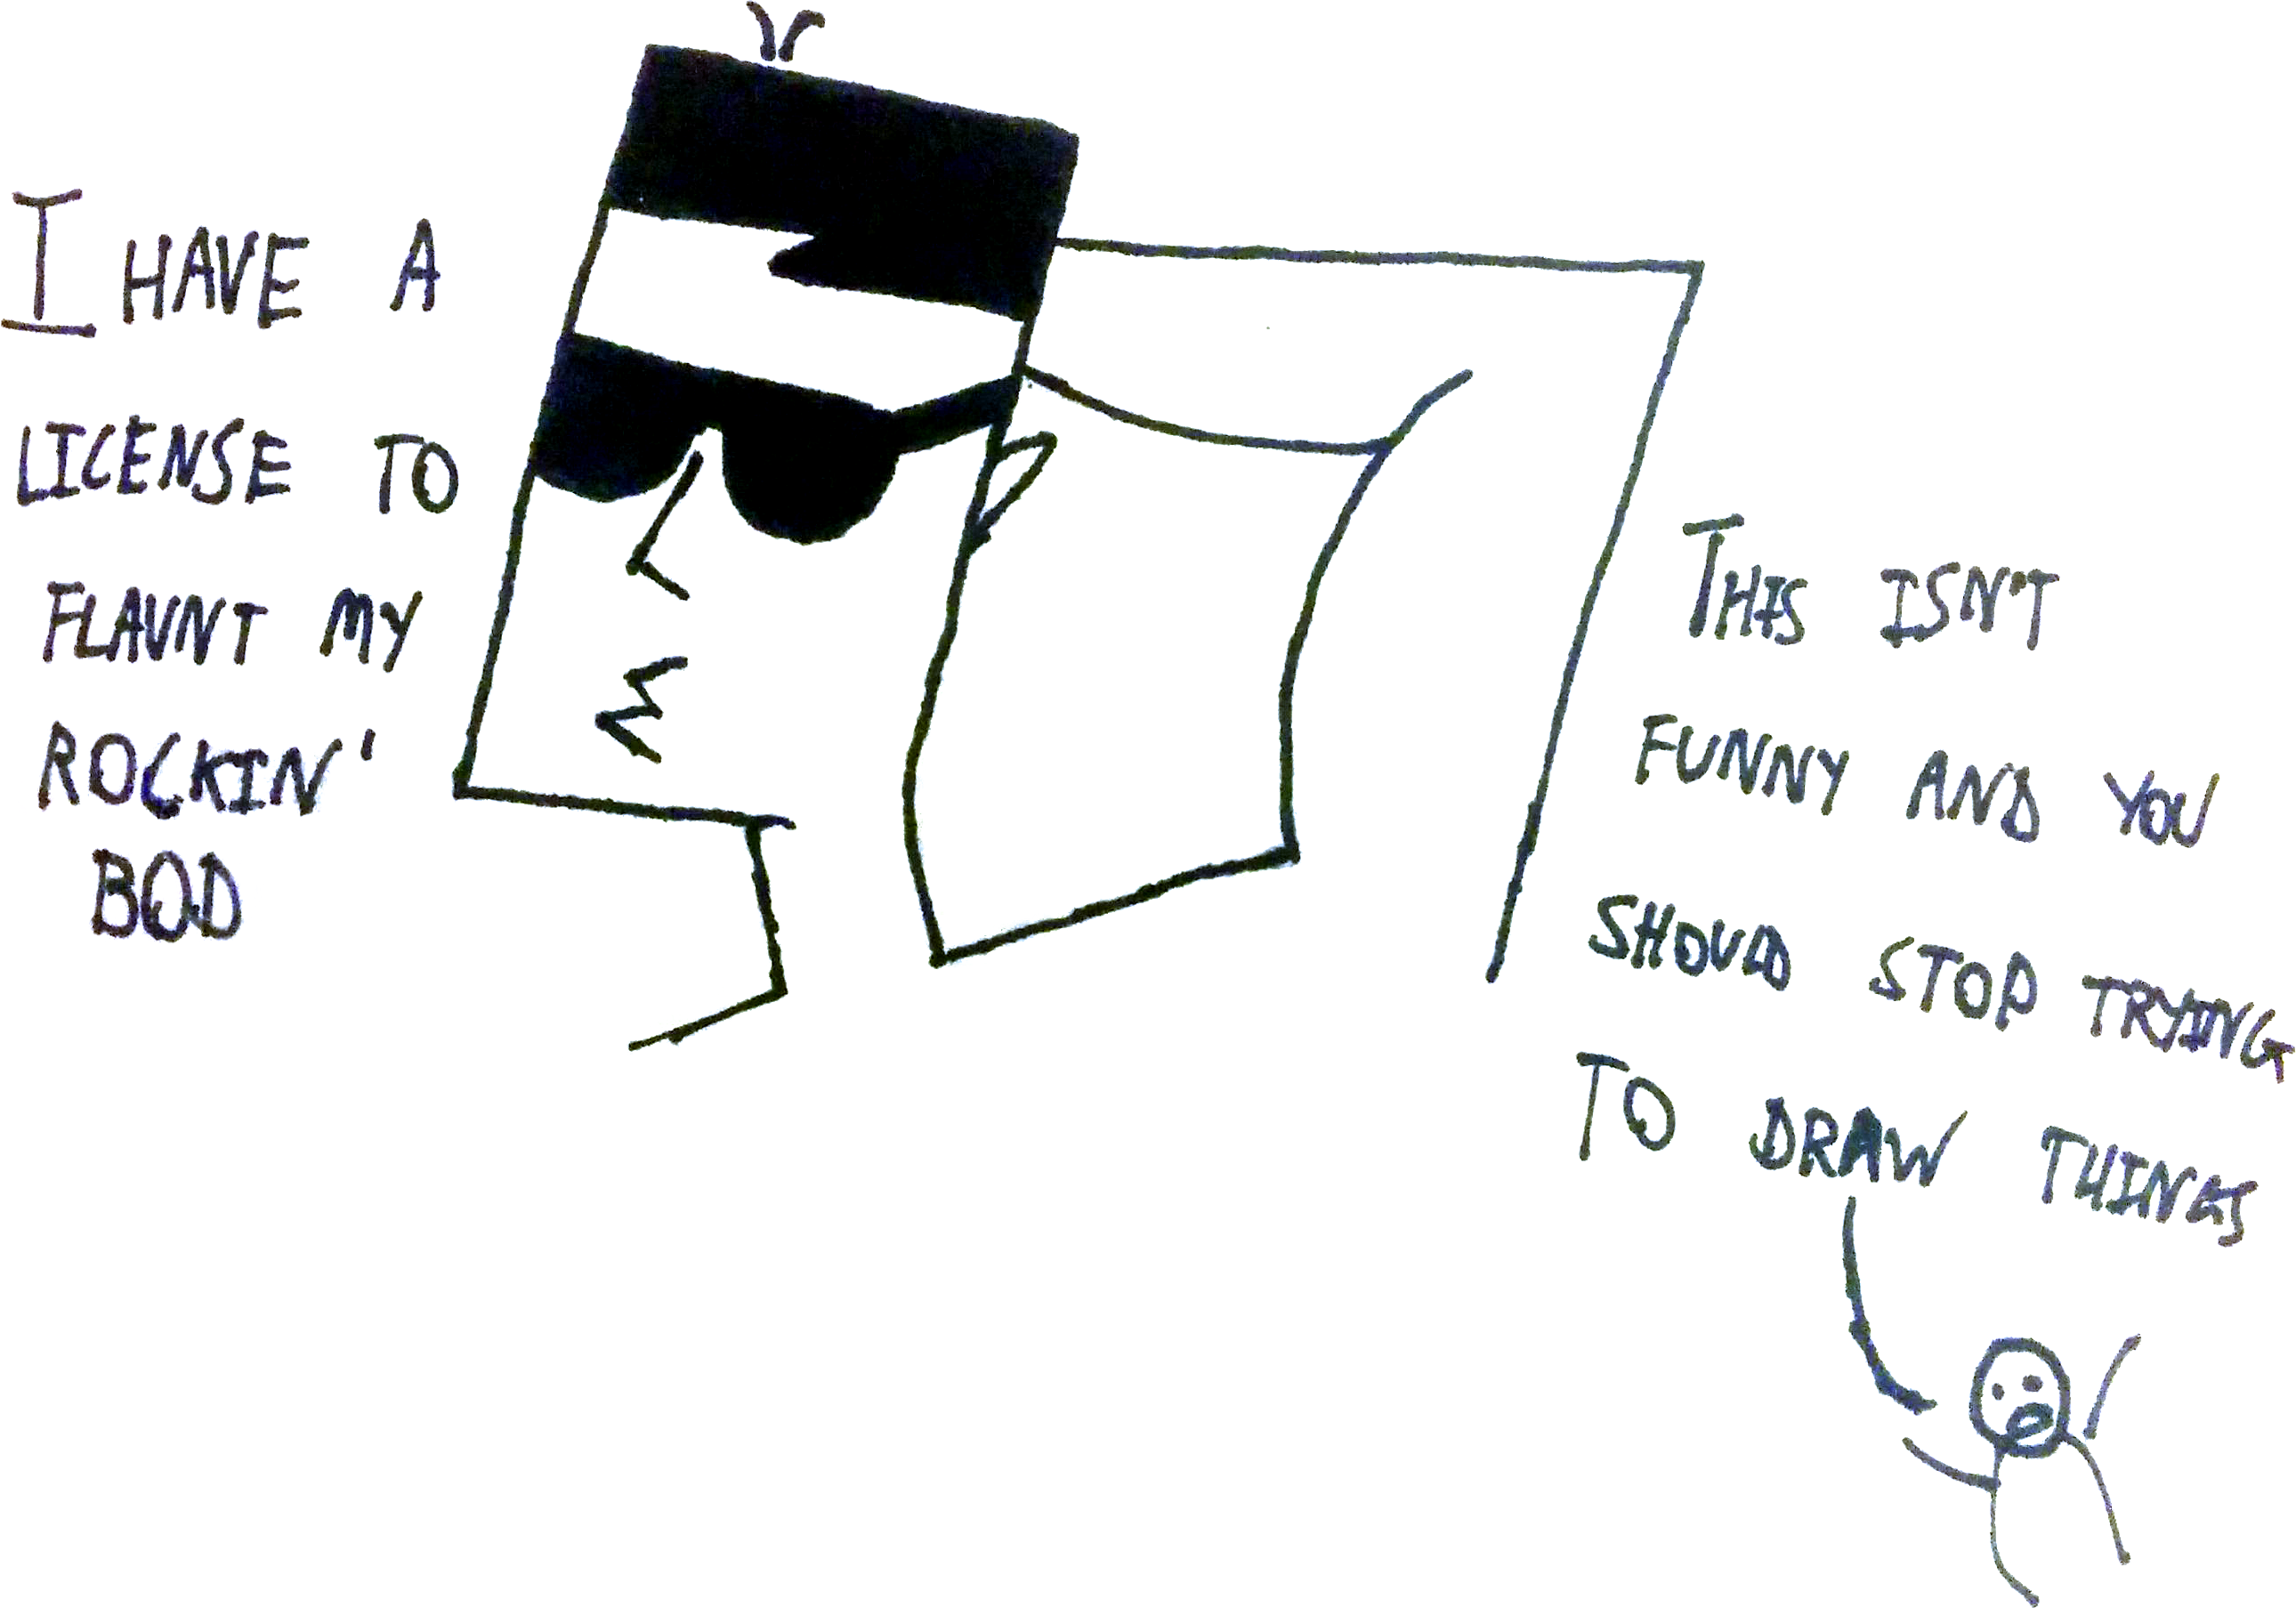 I HAVE A
LICENSE TO
FLAUNT MY
ROCKIN'
BOD
THIS ISN'T
FUNNY AND YOU
SHOULD STOP TRYING
TO DRAW THINGS